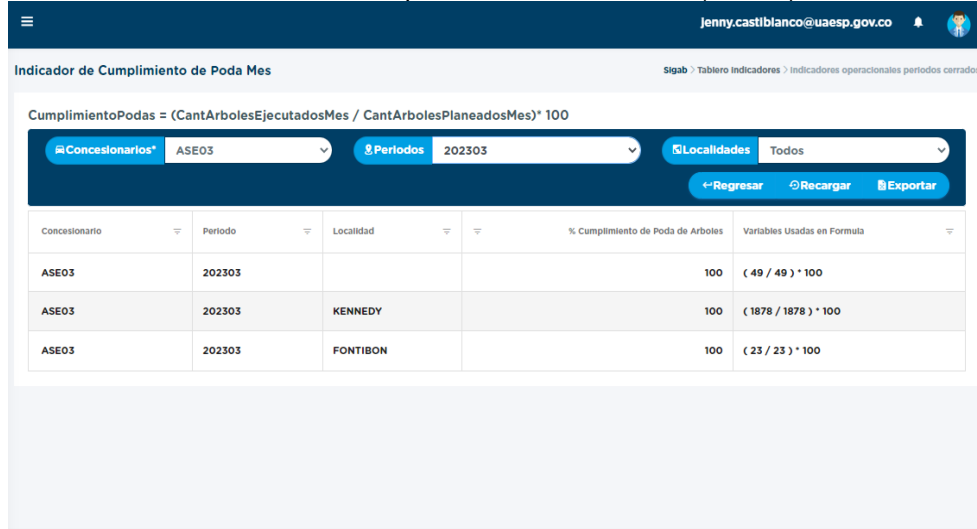 jenny.castiblanco@uaesp.gov.co
Indicador de Cumplimiento de Poda Mes
Sigab > Tablero Indicadores > Indicadores operacionales periodos cerrados
CumplimientoPodas = (CantArbolesEjecutadosMes / CantArbolesPlaneadosMes)* 100
Concesionarios* ASE03 Periodos 202303 Localidades Todos
Regresar Recargar Exportar
Concesionario Periodo Localidad % Cumplimiento de Poda de Arboles Variables Usadas en Formula
ASE03 202303 100 ( 49 / 49 ) * 100
ASE03 202303 KENNEDY 100 ( 1878 / 1878 ) * 100
ASE03 202303 FONTIBON 100 ( 23 / 23 ) * 100